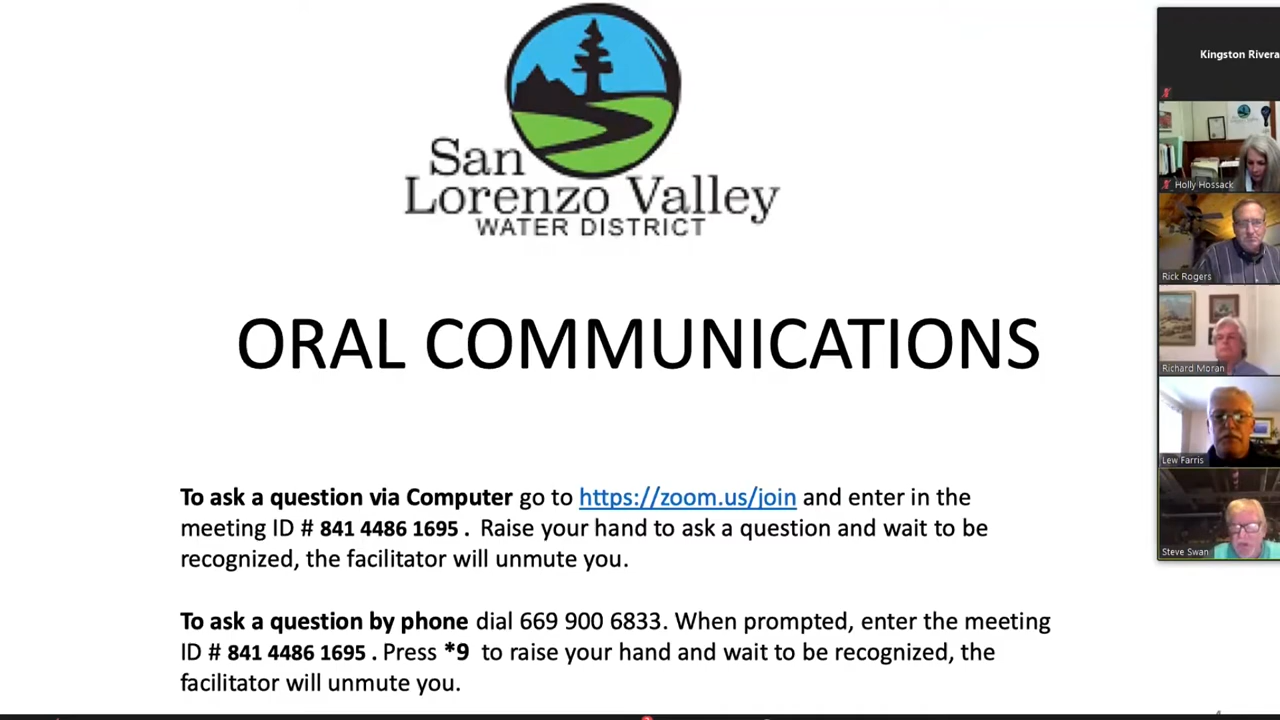 San
Lorenzo Valley
WATER DISTRICT
ORAL COMMUNICATIONS
To ask a question via Computer go to https://zoom.us/join and enter in the
meeting ID # 841 4486 1695 . Raise your hand to ask a question and wait to be
recognized, the facilitator will unmute you.
To ask a question by phone dial 669 900 6833. When prompted, enter the meeting
ID # 841 4486 1695 . Press *9 to raise your hand and wait to be recognized, the
facilitator will unmute you.
Kingston Rivera
Holly Hossack
Rick Rogers
Richard Moran
Lew Farris
Steve Swan